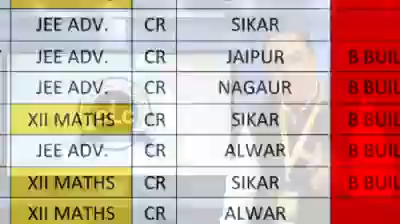 JEE ADV. CR SIKAR
JEE ADV. CR JAIPUR B BUIL
JEE ADV. CR NAGAUR B BUIL
XII MATHS CR SIKAR B BUIL
JEE ADV. CR ALWAR B BUIL
XII MATHS CR SIKAR B BUIL
XII MATHS CR ALWAR